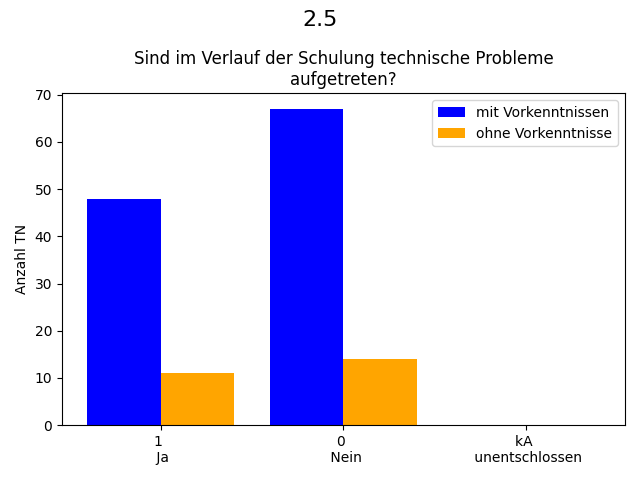 2.5
Sind im Verlauf der Schulung technische Probleme
aufgetreten?
70
60
50
40
30
20
10
0
Anzahl TN
mit Vorkenntnissen
ohne Vorkenntnisse
1
Ja
0
Nein
kA
unentschlossen